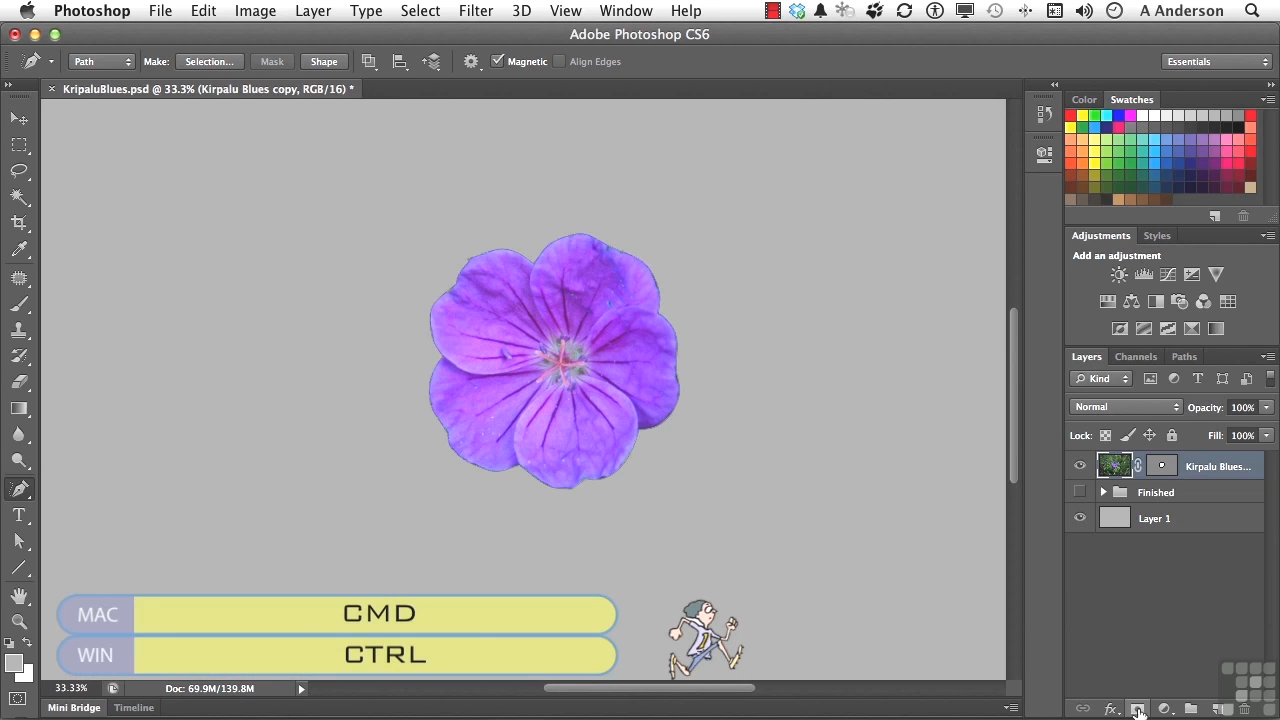 Photoshop File Edit Image Layer Type Select Filter 3D View Window Help A Anderson
Adobe Photoshop CS6
Path Make: Selection... Mask Shape Magnetic Align Edges Essentials
KripaluBlues.psd @ 33.3% (Kirpalu Blues copy, RGB/16) *
Color Swatches
Adjustments Styles
Add an adjustment
Layers Channels Paths
Kind
Normal Opacity: 100%
Lock: Fill: 100%
Kirpalu Blues...
Finished
Layer 1
MAC CMD
WIN CTRL
33.33% Doc: 69.9M/139.8M
Mini Bridge Timeline